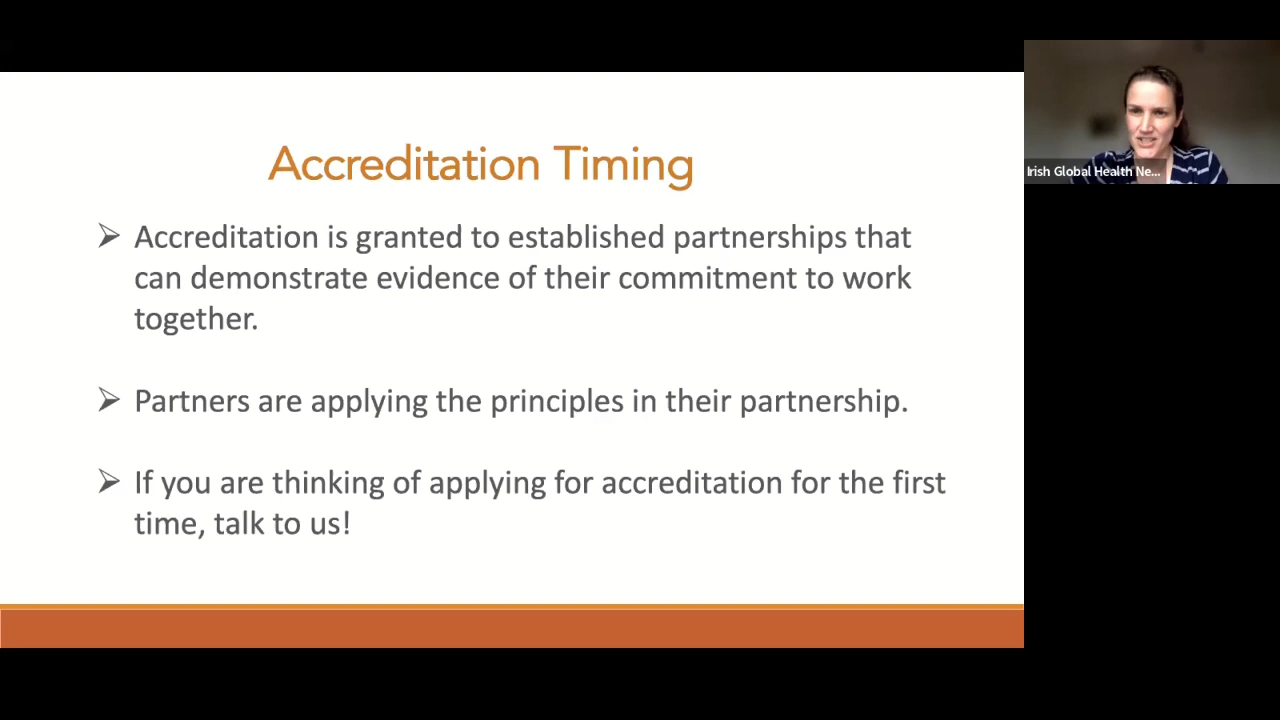 Accreditation Timing
➢ Accreditation is granted to established partnerships that
can demonstrate evidence of their commitment to work
together.
➢ Partners are applying the principles in their partnership.
➢ If you are thinking of applying for accreditation for the first
time, talk to us!
Irish Global Health Ne...